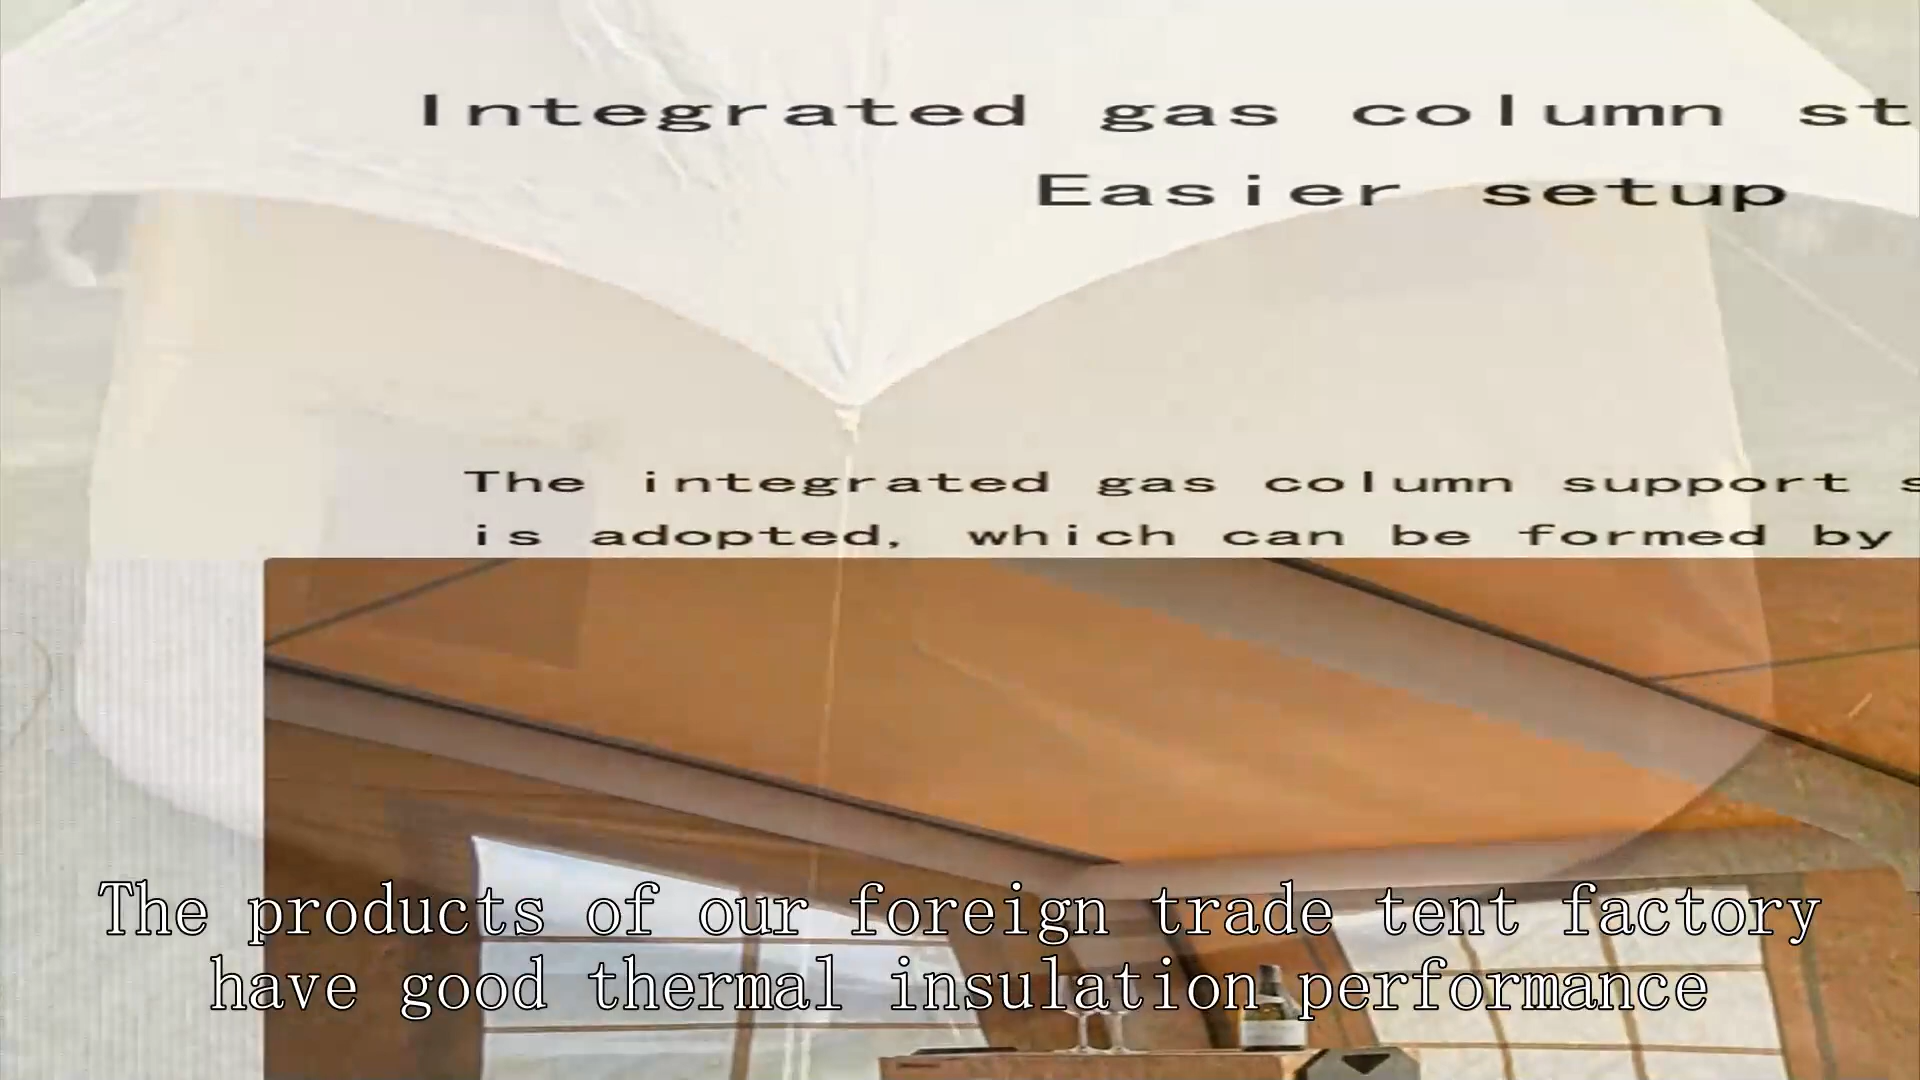 Integrated gas column st
Easier setup
The integrated gas column support s
is adopted, which can be formed by
The products of our foreign trade tent factory
have good thermal insulation performance